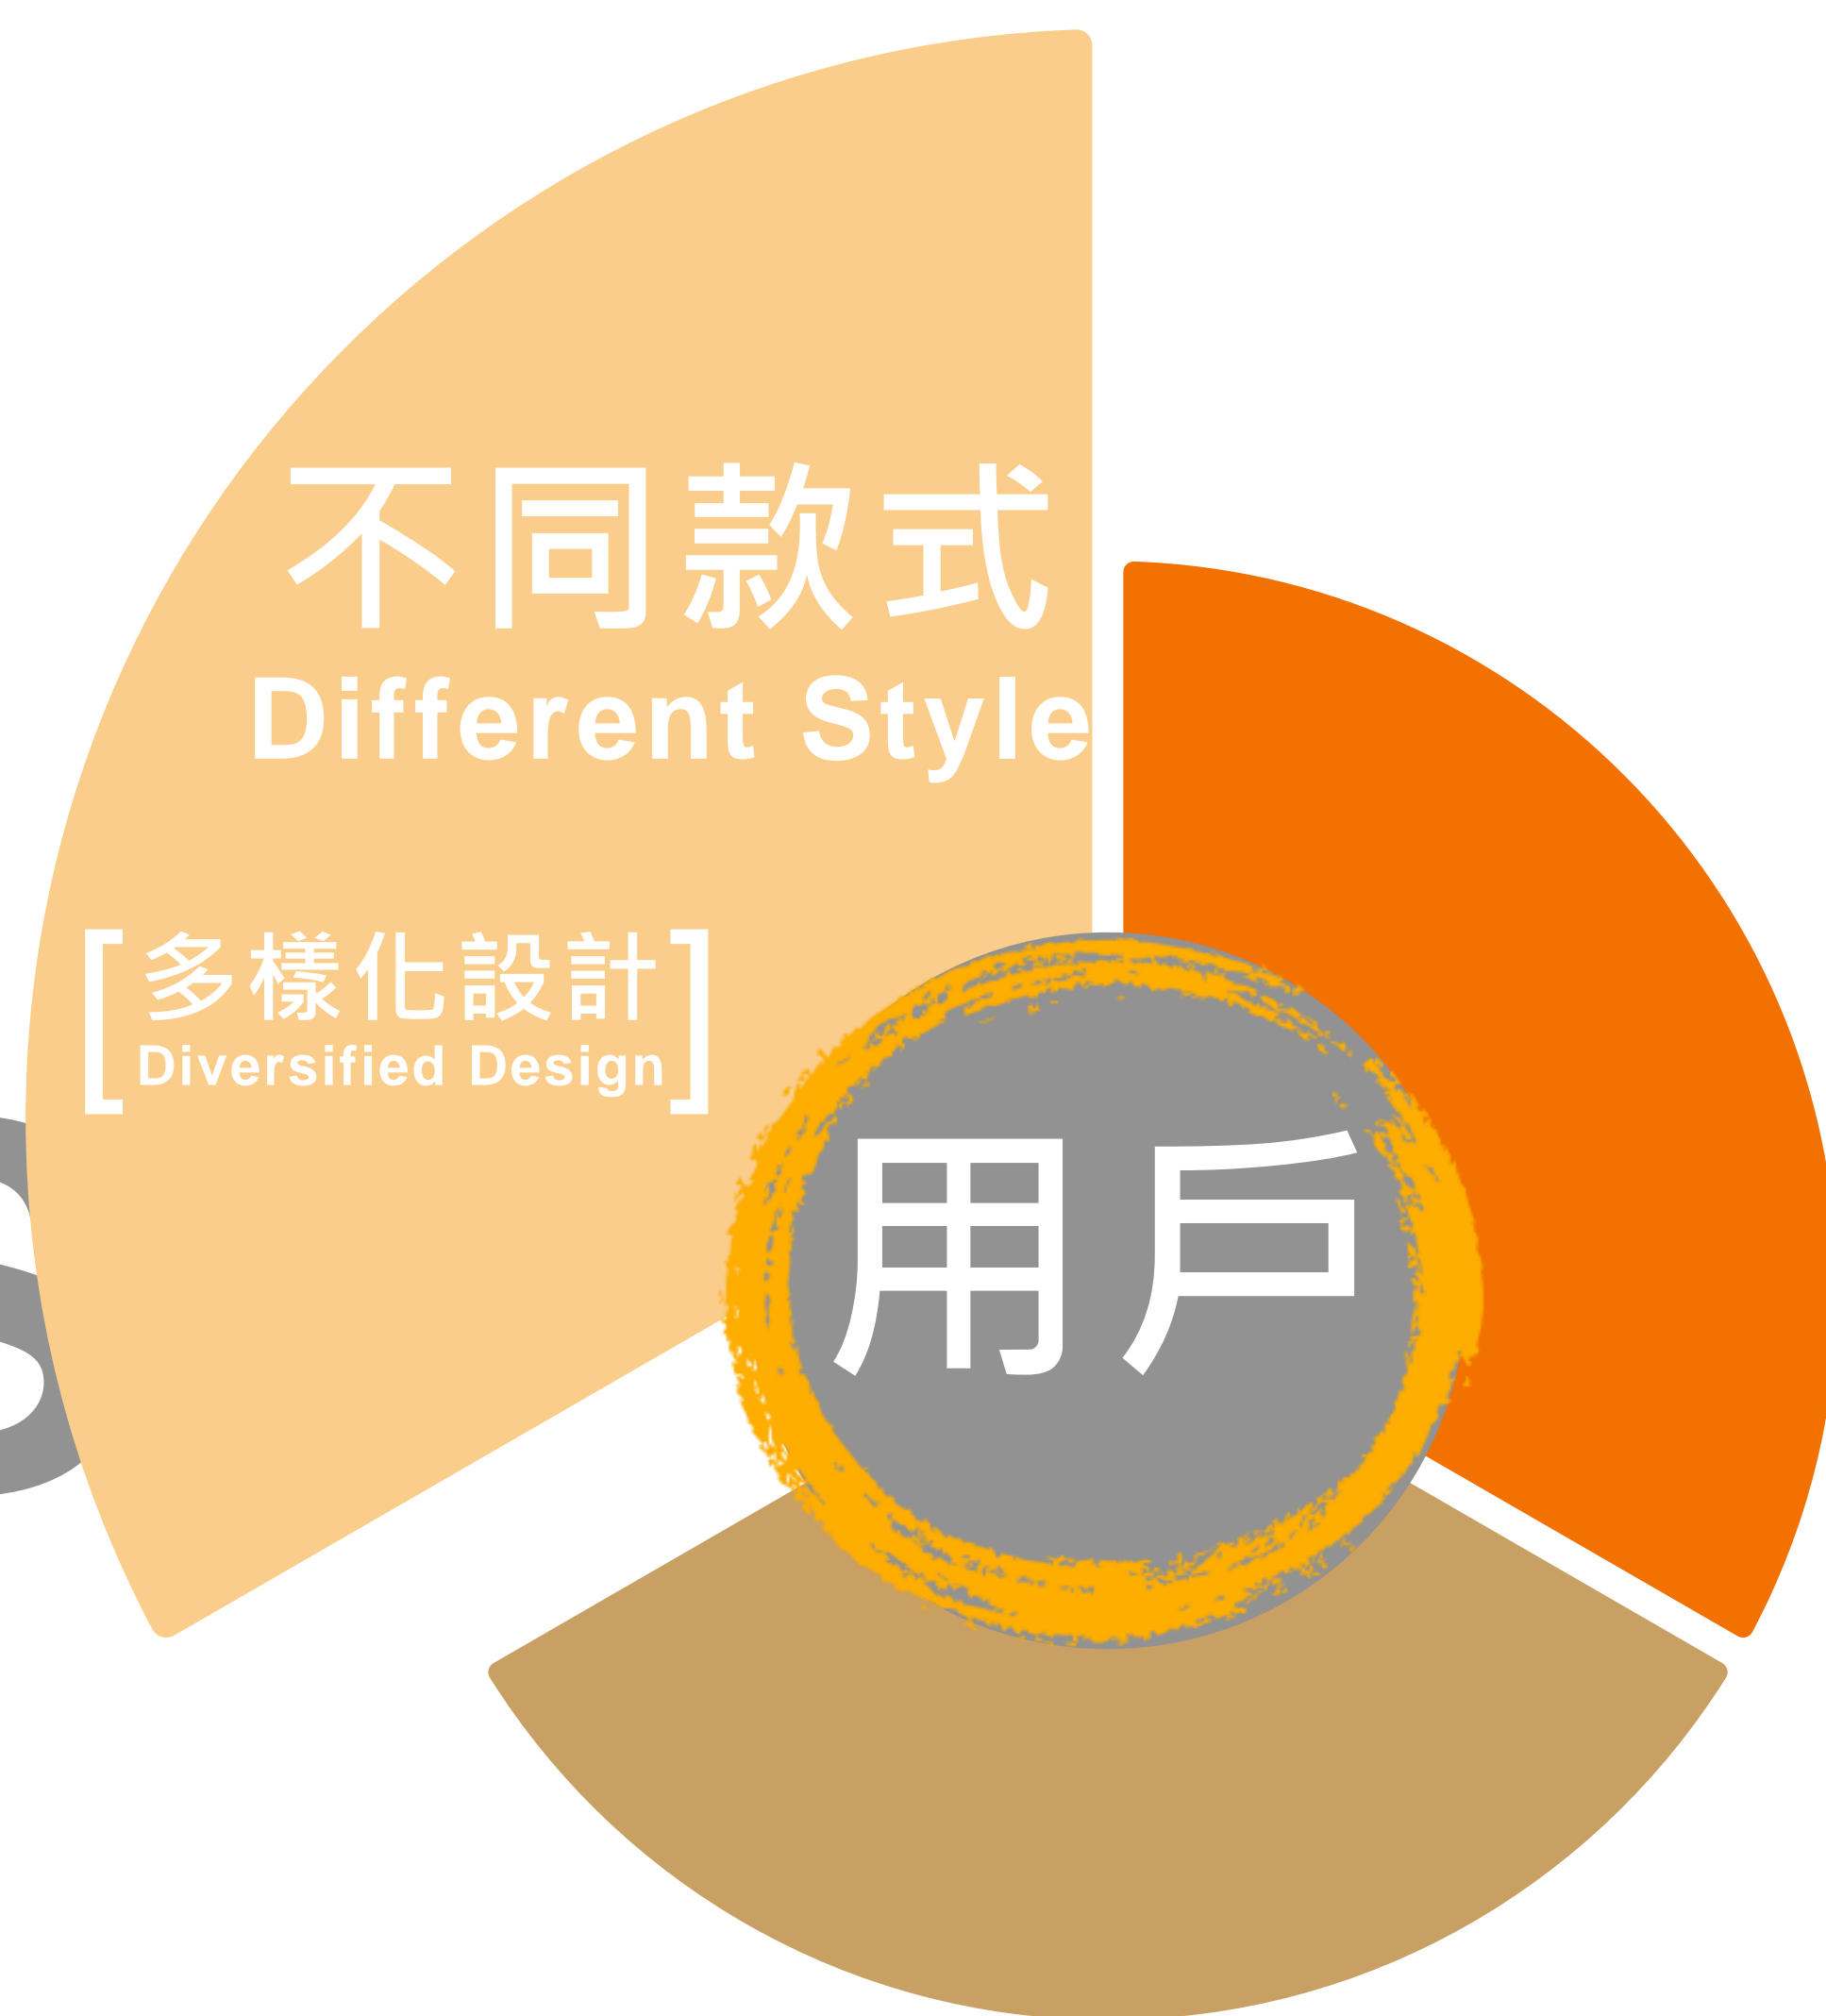 不同款式
Different Style
[多樣化設計
Diversified Design]
用戶